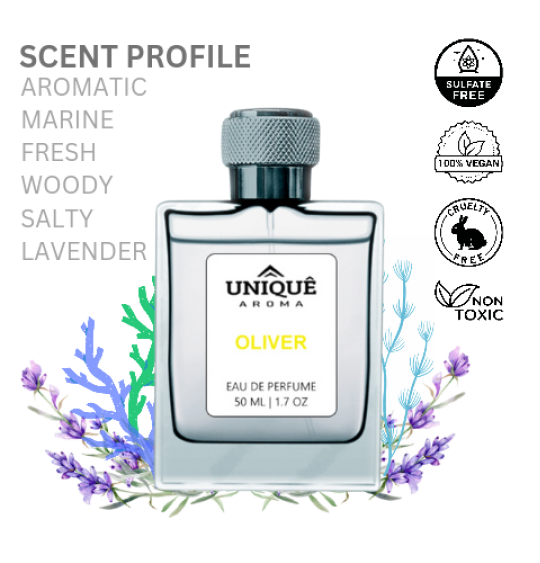 SCENT PROFILE
AROMATIC
MARINE
FRESH
WOODY
SALTY
LAVENDER
SULFATE
FREE
100% VEGAN
CRUELTY
FREE
NON
TOXIC
UNIQUÊ
AROMA
OLIVER
EAU DE PERFUME
50 ML | 1.7 OZ